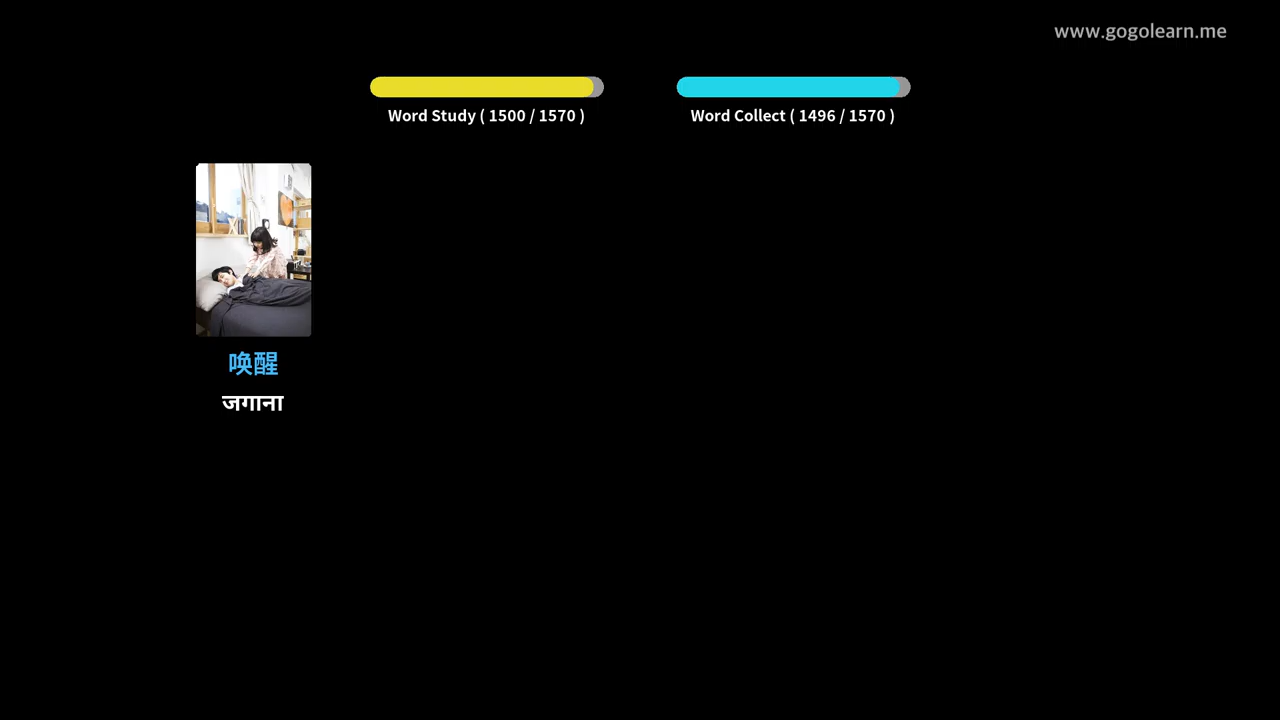 www.gogolearn.me
Word Study ( 1500 / 1570 )
Word Collect ( 1496 / 1570 )
唤醒
जगाना